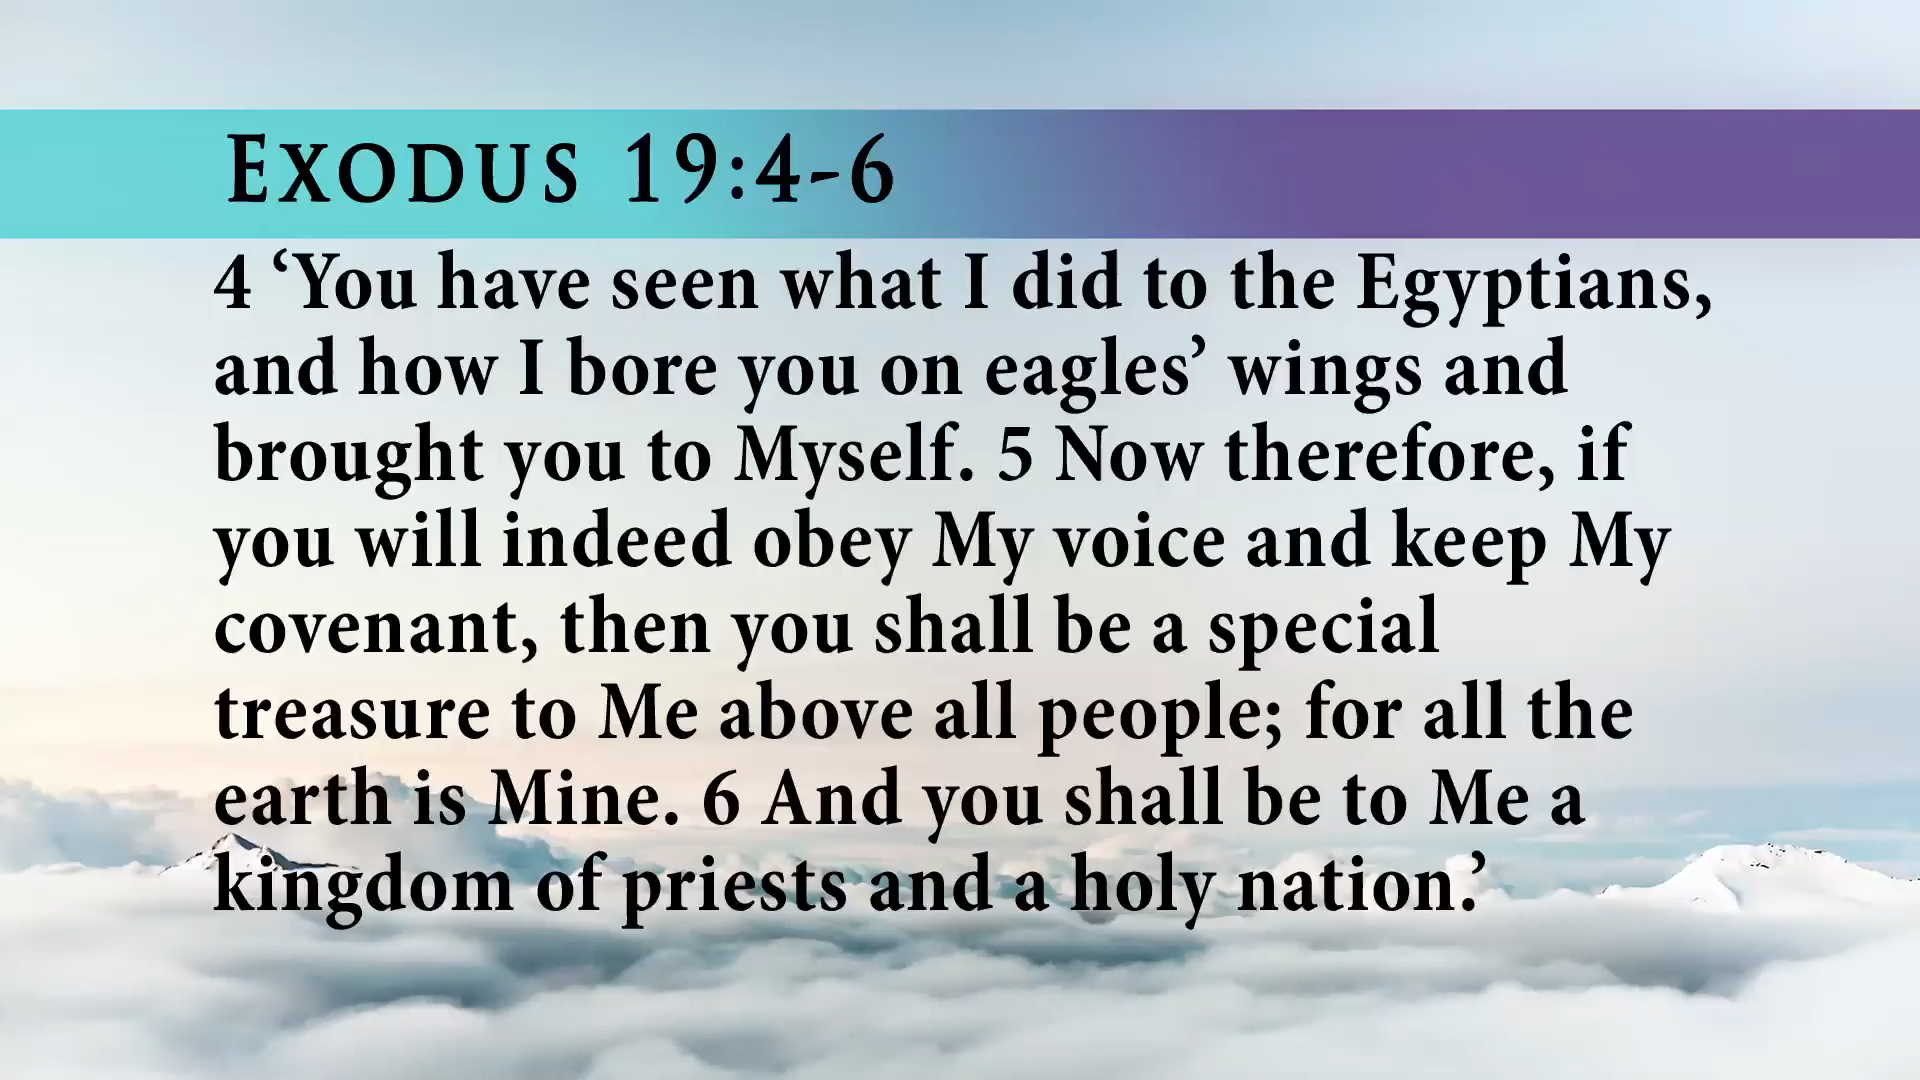 EXODUS 19:4-6
4 ‘You have seen what I did to the Egyptians,
and how I bore you on eagles’ wings and
brought you to Myself. 5 Now therefore, if
you will indeed obey My voice and keep My
covenant, then you shall be a special
treasure to Me above all people; for all the
earth is Mine. 6 And you shall be to Me a
kingdom of priests and a holy nation.’